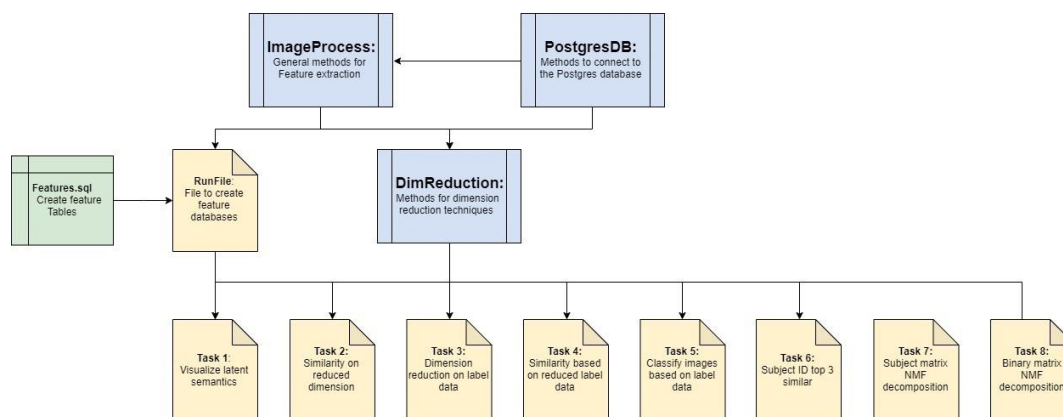 ImageProcess:
General methods for
Feature extraction
PostgresDB:
Methods to connect to
the Postgres database
Features.sql
Create feature
Tables
RunFile:
File to create
feature
databases
DimReduction:
Methods for dimension
reduction techniques
Task 1:
Visualize latent
semantics
Task 2:
Similarity on
reduced
dimension
Task 3:
Dimension
reduction on label
data
Task 4:
Similarity based
on reduced label
data
Task 5:
Classify images
based on label
data
Task 6:
Subject ID top 3
similar
Task 7:
Subject matrix
NMF
decomposition
Task 8:
Binary matrix
NMF
decomposition